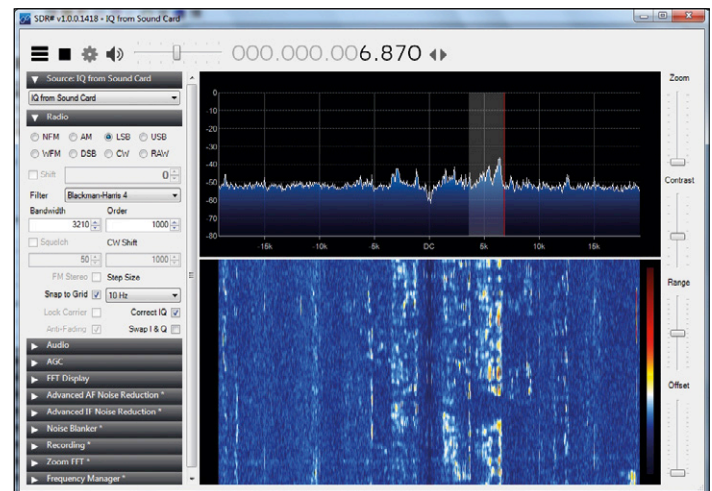 SDR# v1.0.0.1418 - IQ from Sound Card
000.000.006.870
Source: IQ from Sound Card
IQ from Sound Card
Radio
NFM AM LSB USB
WFM DSB CW RAW
Shift 0
Filter Blackman-Harris 4
Bandwidth Order
3210 1000
Squelch CW Shift
50 1000
FM Stereo Step Size
Snap to Grid 10 Hz
Lock Carrier Correct IQ
Anti-Fading Swap I & Q
Audio
AGC
FFT Display
Advanced AF Noise Reduction *
Advanced IF Noise Reduction *
Noise Blanker *
Recording *
Zoom FFT *
Frequency Manager *
0
-10
-20
-30
-40
-50
-60
-70
-80
-15k -10k -5k DC 5k 10k 15k
Zoom
Contrast
Range
Offset